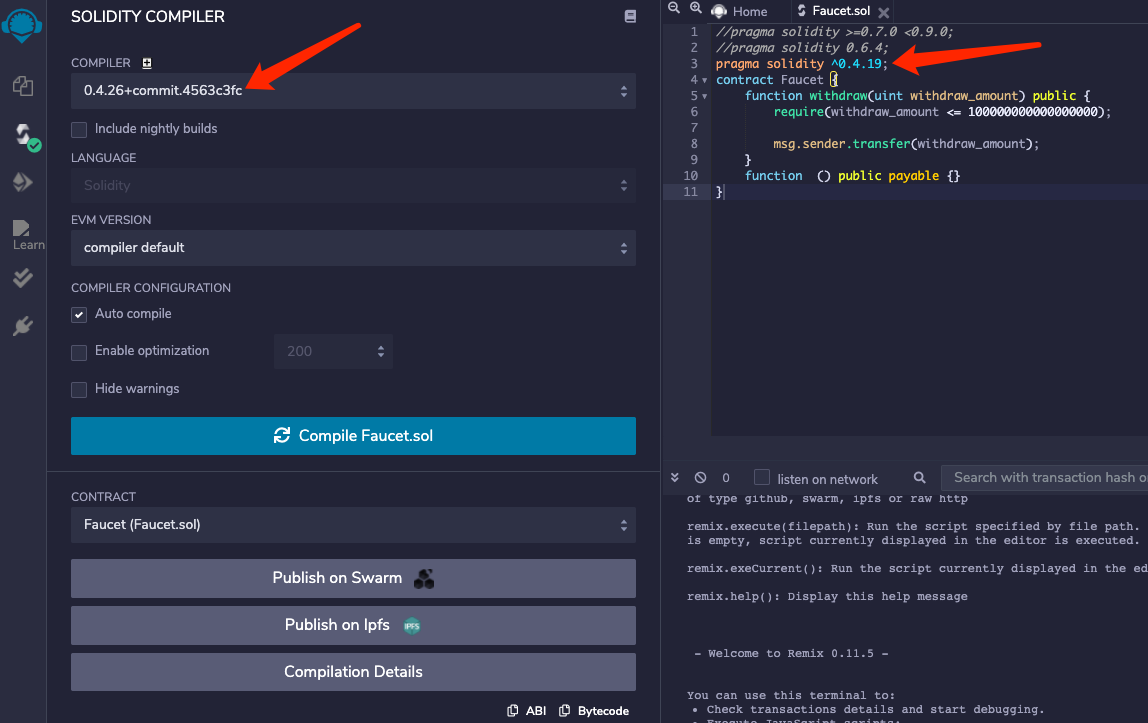 SOLIDITY COMPILER
COMPILER
0.4.26+commit.4563c3fc
Include nightly builds
LANGUAGE
Solidity
EVM VERSION
compiler default
Learn
COMPILER CONFIGURATION
Auto compile
Enable optimization
200
Hide warnings
Compile Faucet.sol
CONTRACT
Faucet (Faucet.sol)
Publish on Swarm
Publish on Ipfs
IPFS
Compilation Details
ABI
Bytecode
Home
Faucet.sol
1 //pragma solidity >=0.7.0 <0.9.0;
2 //pragma solidity 0.6.4;
3 pragma solidity ^0.4.19;
4 contract Faucet {
5 function withdraw(uint withdraw_amount) public {
6 require(withdraw_amount <= 100000000000000000);
7
8 msg.sender.transfer(withdraw_amount);
9 }
10 function  () public payable {}
11 }
0
listen on network
Search with transaction hash o
of type github, swarm, ipfs or raw http
remix.execute(filepath): Run the script specified by file path.
is empty, script currently displayed in the editor is executed.
remix.exeCurrent(): Run the script currently displayed in the ed
remix.help(): Display this help message
- Welcome to Remix 0.11.5 -
You can use this terminal to:
• Check transactions details and start debugging.
• Execute JavaScript scripts: